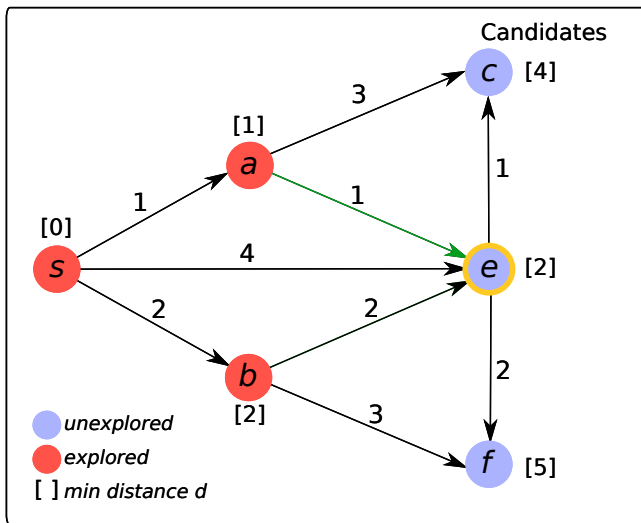 Candidates
c [4]
3
[1]
a
1
1
1
[0]
s
4
e [2]
2
2
2
b
[2]
3
f [5]
unexplored
explored
[ ] min distance d